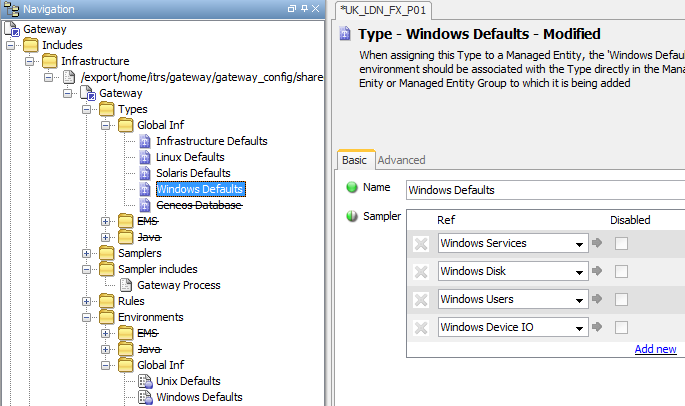 Navigation
Gateway
Includes
Infrastructure
/export/home/itrs/gateway/gateway_config/share
Gateway
Types
Global Inf
Infrastructure Defaults
Linux Defaults
Solaris Defaults
Windows Defaults
Geneos Database
EMS
Java
Samplers
Sampler includes
Gateway Process
Rules
Environments
EMS
Java
Global Inf
Unix Defaults
Windows Defaults
*UK_LDN_FX_P01
Type - Windows Defaults - Modified
When assigning this Type to a Managed Entity, the 'Windows Defau
environment should be associated with the Type directly in the Mana
Enity or Managed Entity Group to which it is being added
Basic Advanced
Name Windows Defaults
Sampler Ref Disabled
Windows Services
Windows Disk
Windows Users
Windows Device IO
Add new